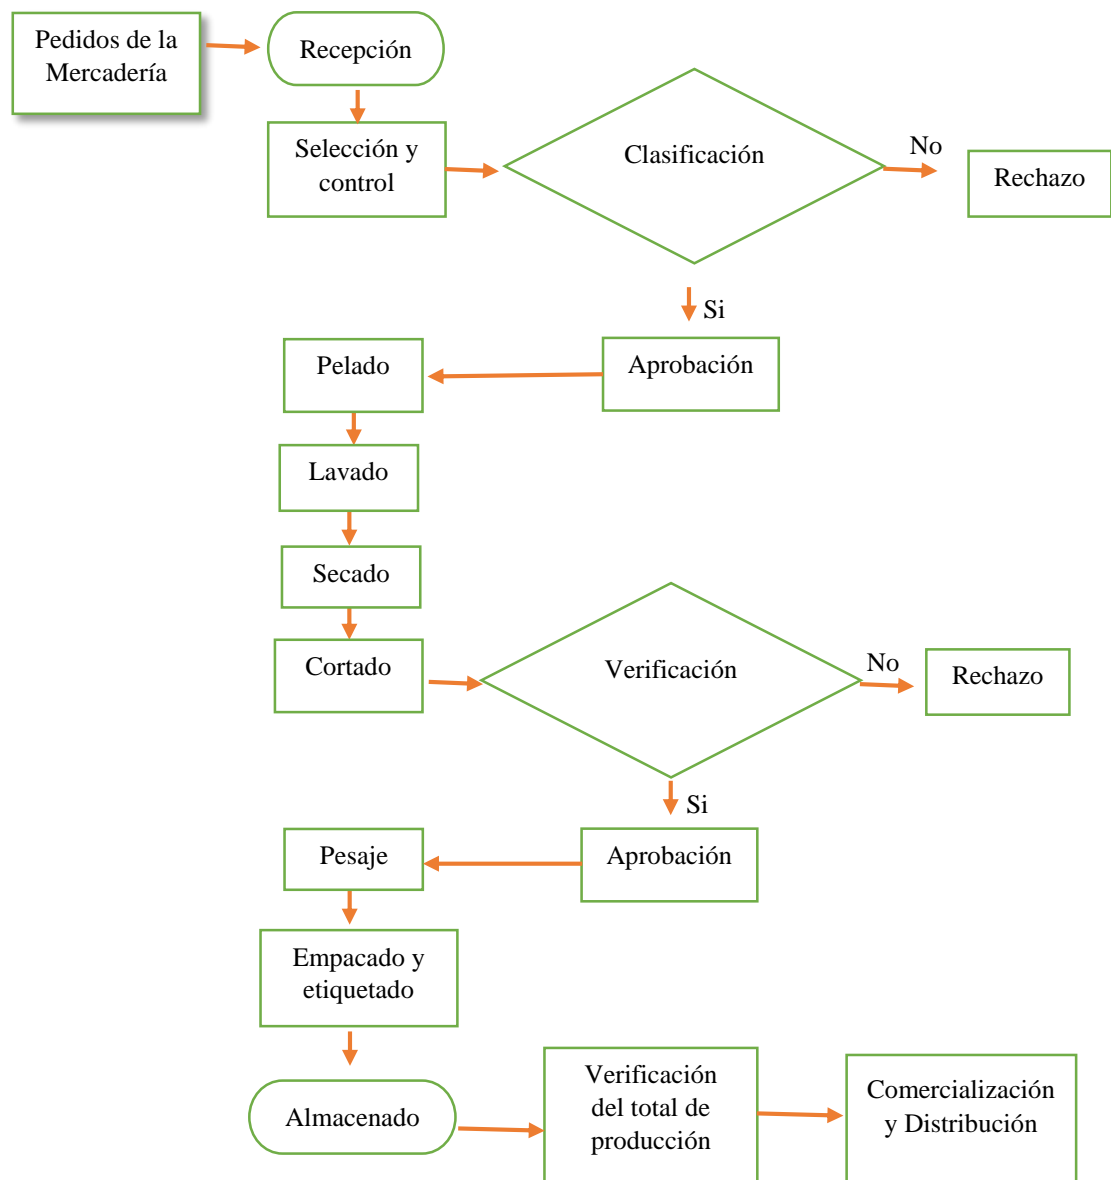 Pedidos de la
Mercadería
Recepción
Selección y
control
Clasificación
No
Rechazo
Si
Aprobación
Pelado
Lavado
Secado
Cortado
Verificación
No
Rechazo
Si
Aprobación
Pesaje
Empacado y
etiquetado
Almacenado
Verificación
del total de
producción
Comercialización
y Distribución